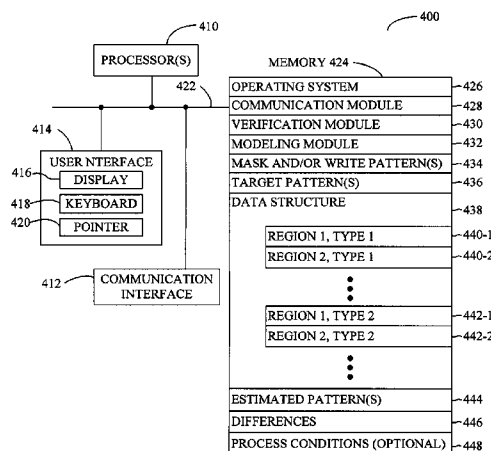 400
410
PROCESSOR(S)
MEMORY 424
422
OPERATING SYSTEM
426
COMMUNICATION MODULE
428
VERIFICATION MODULE
430
MODELING MODULE
432
MASK AND/OR WRITE PATTERN(S)
434
TARGET PATTERN(S)
436
DATA STRUCTURE
438
414
USER NTERFACE
416
DISPLAY
418
KEYBOARD
420
POINTER
412
COMMUNICATION
INTERFACE
REGION 1, TYPE 1
440-1
REGION 2, TYPE 1
440-2
REGION 1, TYPE 2
442-1
REGION 2, TYPE 2
442-2
ESTIMATED PATTERN(S)
444
DIFFERENCES
446
PROCESS CONDITIONS (OPTIONAL)
448